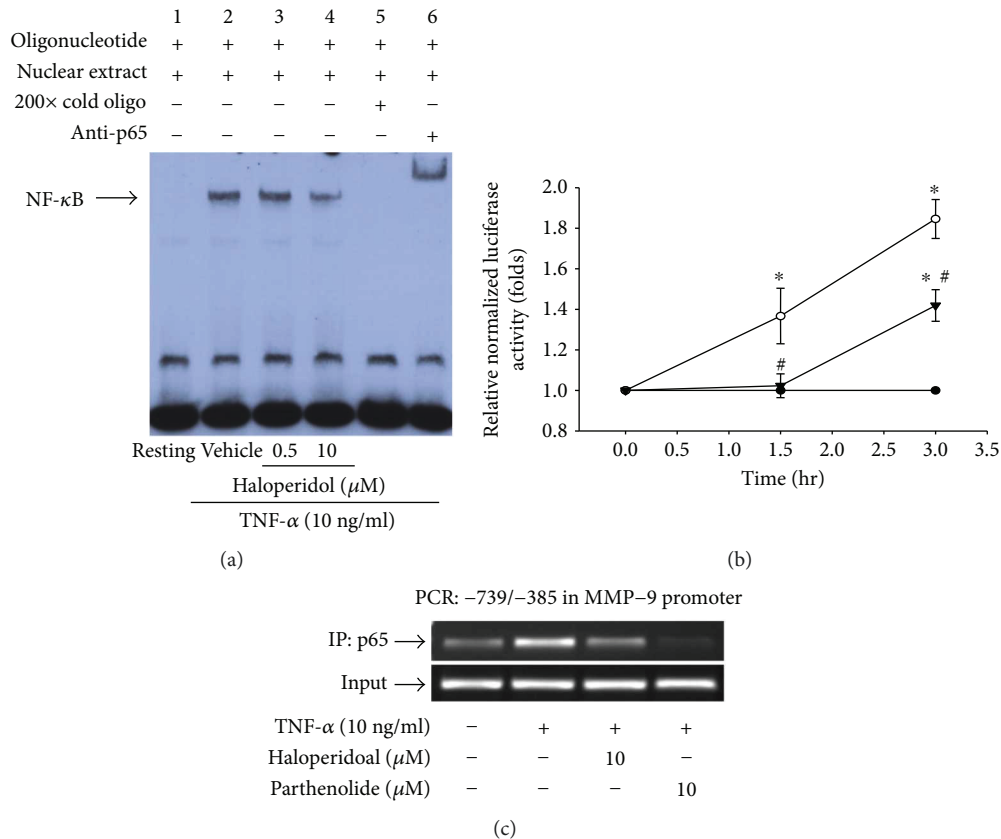 1 2 3 4 5 6
Oligonucleotide + + + + + +
Nuclear extract + + + + + +
200× cold oligo − − − − + −
Anti-p65 − − − − − +
NF-κB
Resting Vehicle 0.5 10
Haloperidol (μM)
TNF-α (10 ng/ml)
(a)
Relative normalized luciferase
activity (folds)
2.0
1.8
1.6
1.4
1.2
1.0
0.8
*
*
* #
#
0.0 0.5 1.0 1.5 2.0 2.5 3.0 3.5
Time (hr)
(b)
PCR: −739/−385 in MMP−9 promoter
IP: p65
Input
TNF-α (10 ng/ml) − + + +
Haloperidoal (μM) − − 10 −
Parthenolide (μM) − − − 10
(c)